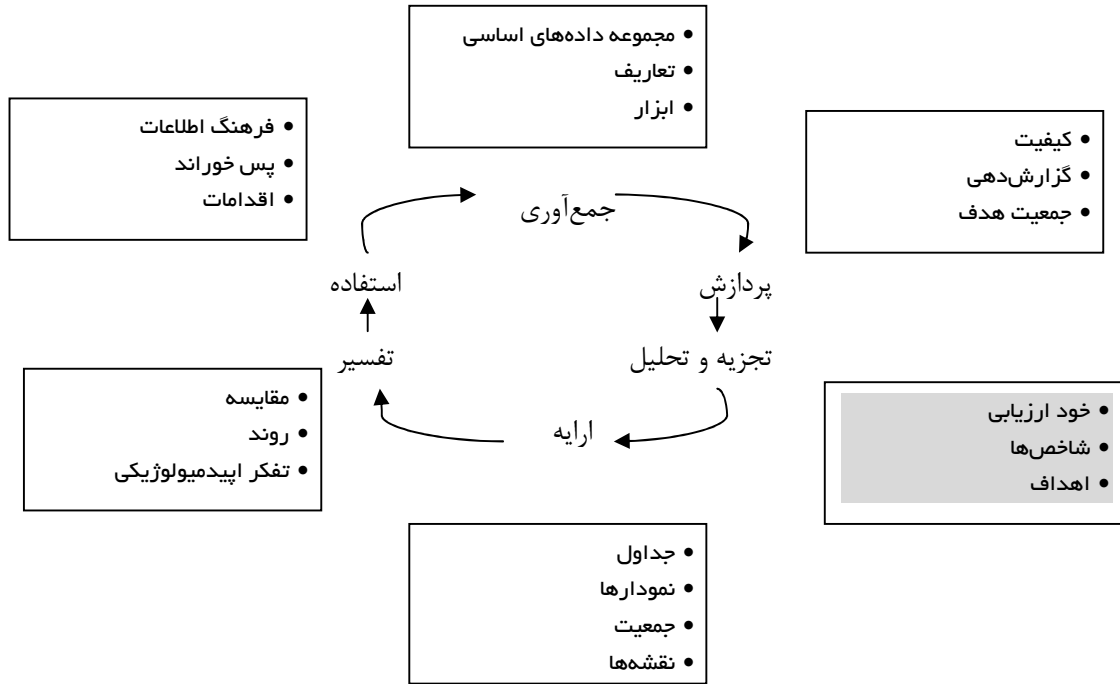 • مجموعه داده‌های اساسی
• تعاریف
• ابزار
• کیفیت
• گزارش‌دهی
• جمعیت هدف
• فرهنگ اطلاعات
• پس خوراند
• اقدامات
جمع‌آوری
پردازش
استفاده
تجزیه و تحلیل
تفسیر
ارایه
• خود ارزیابی
• شاخص‌ها
• اهداف
• مقایسه
• روند
• تفکر اپیدمیولوژیکی
• جداول
• نمودارها
• جمعیت
• نقشه‌ها